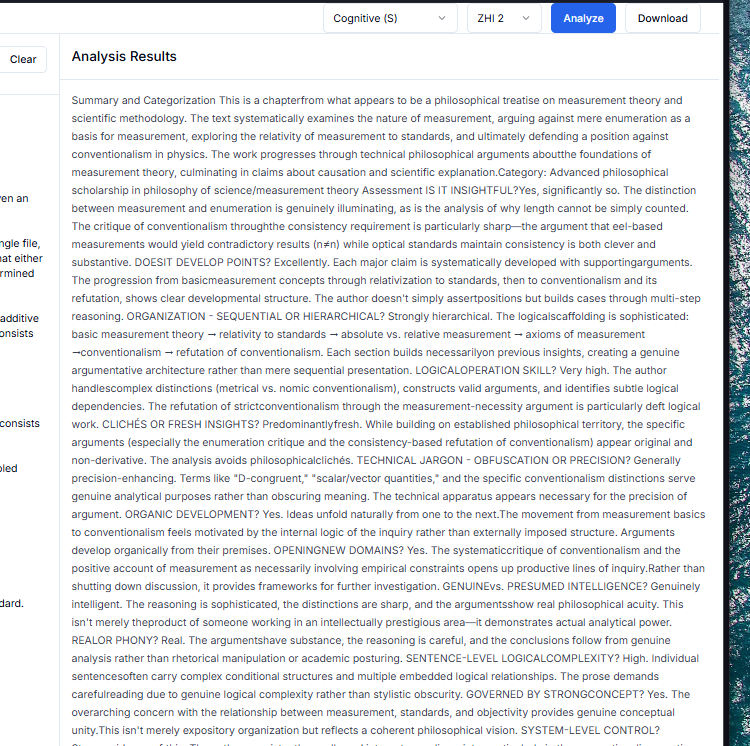 Cognitive (S)
ZHI 2
Analyze
Download
Clear
Analysis Results
en an
ngle file,
at either
rmined
additive
onsists
consists
oled
dard.
Summary and Categorization This is a chapterfrom what appears to be a philosophical treatise on measurement theory and
scientific methodology. The text systematically examines the nature of measurement, arguing against mere enumeration as a
basis for measurement, exploring the relativity of measurement to standards, and ultimately defending a position against
conventionalism in physics. The work progresses through technical philosophical arguments aboutthe foundations of
measurement theory, culminating in claims about causation and scientific explanation.Category: Advanced philosophical
scholarship in philosophy of science/measurement theory Assessment IS IT INSIGHTFUL?Yes, significantly so. The distinction
between measurement and enumeration is genuinely illuminating, as is the analysis of why length cannot be simply counted.
The critique of conventionalism throughthe consistency requirement is particularly sharp—the argument that eel-based
measurements would yield contradictory results (n≠n) while optical standards maintain consistency is both clever and
substantive. DOESIT DEVELOP POINTS? Excellently. Each major claim is systematically developed with supportingarguments.
The progression from basicmeasurement concepts through relativization to standards, then to conventionalism and its
refutation, shows clear developmental structure. The author doesn't simply assertpositions but builds cases through multi-step
reasoning. ORGANIZATION - SEQUENTIAL OR HIERARCHICAL? Strongly hierarchical. The logicalscaffolding is sophisticated:
basic measurement theory → relativity to standards → absolute vs. relative measurement → axioms of measurement
→conventionalism → refutation of conventionalism. Each section builds necessarilyon previous insights, creating a genuine
argumentative architecture rather than mere sequential presentation. LOGICALOPERATION SKILL? Very high. The author
handlescomplex distinctions (metrical vs. nomic conventionalism), constructs valid arguments, and identifies subtle logical
dependencies. The refutation of strictconventionalism through the measurement-necessity argument is particularly deft logical
work. CLICHÉS OR FRESH INSIGHTS? Predominantlyfresh. While building on established philosophical territory, the specific
arguments (especially the enumeration critique and the consistency-based refutation of conventionalism) appear original and
non-derivative. The analysis avoids philosophicalclichés. TECHNICAL JARGON - OBFUSCATION OR PRECISION? Generally
precision-enhancing. Terms like "D-congruent," "scalar/vector quantities," and the specific conventionalism distinctions serve
genuine analytical purposes rather than obscuring meaning. The technical apparatus appears necessary for the precision of
argument. ORGANIC DEVELOPMENT? Yes. Ideas unfold naturally from one to the next.The movement from measurement basics
to conventionalism feels motivated by the internal logic of the inquiry rather than externally imposed structure. Arguments
develop organically from their premises. OPENINGNEW DOMAINS? Yes. The systematiccritique of conventionalism and the
positive account of measurement as necessarily involving empirical constraints opens up productive lines of inquiry.Rather than
shutting down discussion, it provides frameworks for further investigation. GENUINEvs. PRESUMED INTELLIGENCE? Genuinely
intelligent. The reasoning is sophisticated, the distinctions are sharp, and the argumentsshow real philosophical acuity. This
isn't merely theproduct of someone working in an intellectually prestigious area—it demonstrates actual analytical power.
REALOR PHONY? Real. The argumentshave substance, the reasoning is careful, and the conclusions follow from genuine
analysis rather than rhetorical manipulation or academic posturing. SENTENCE-LEVEL LOGICALCOMPLEXITY? High. Individual
sentencesoften carry complex conditional structures and multiple embedded logical relationships. The prose demands
carefulreading due to genuine logical complexity rather than stylistic obscurity. GOVERNED BY STRONGCONCEPT? Yes. The
overarching concern with the relationship between measurement, standards, and objectivity provides genuine conceptual
unity.This isn't merely expository organization but reflects a coherent philosophical vision. SYSTEM-LEVEL CONTROL?